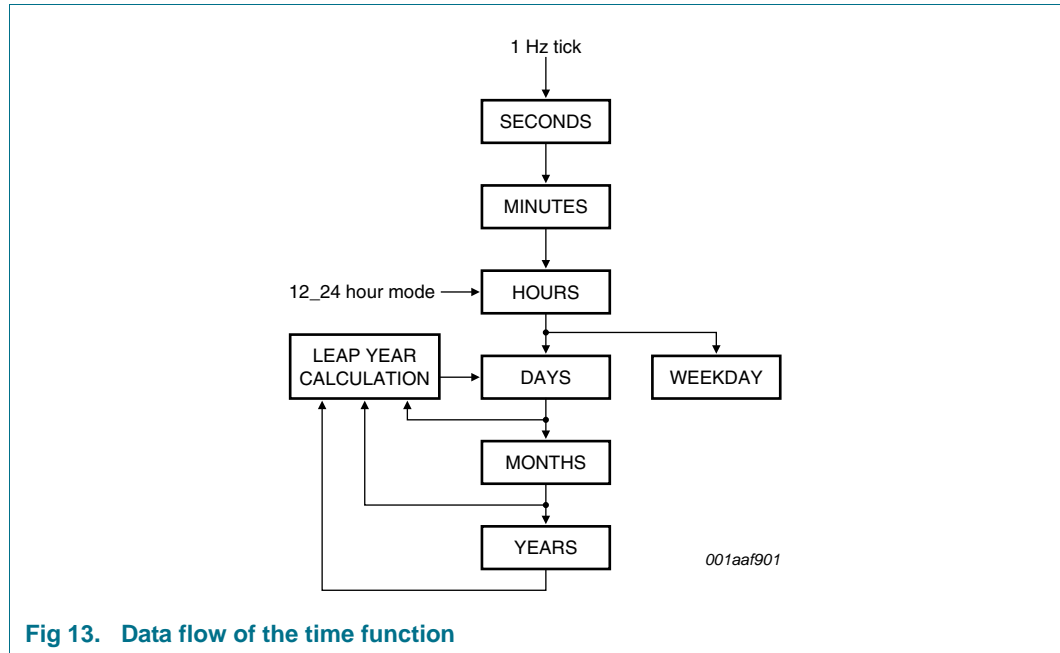 1 Hz tick
SECONDS
MINUTES
12_24 hour mode
HOURS
LEAP YEAR
CALCULATION
DAYS
WEEKDAY
MONTHS
YEARS
001aaf901
Fig 13. Data flow of the time function